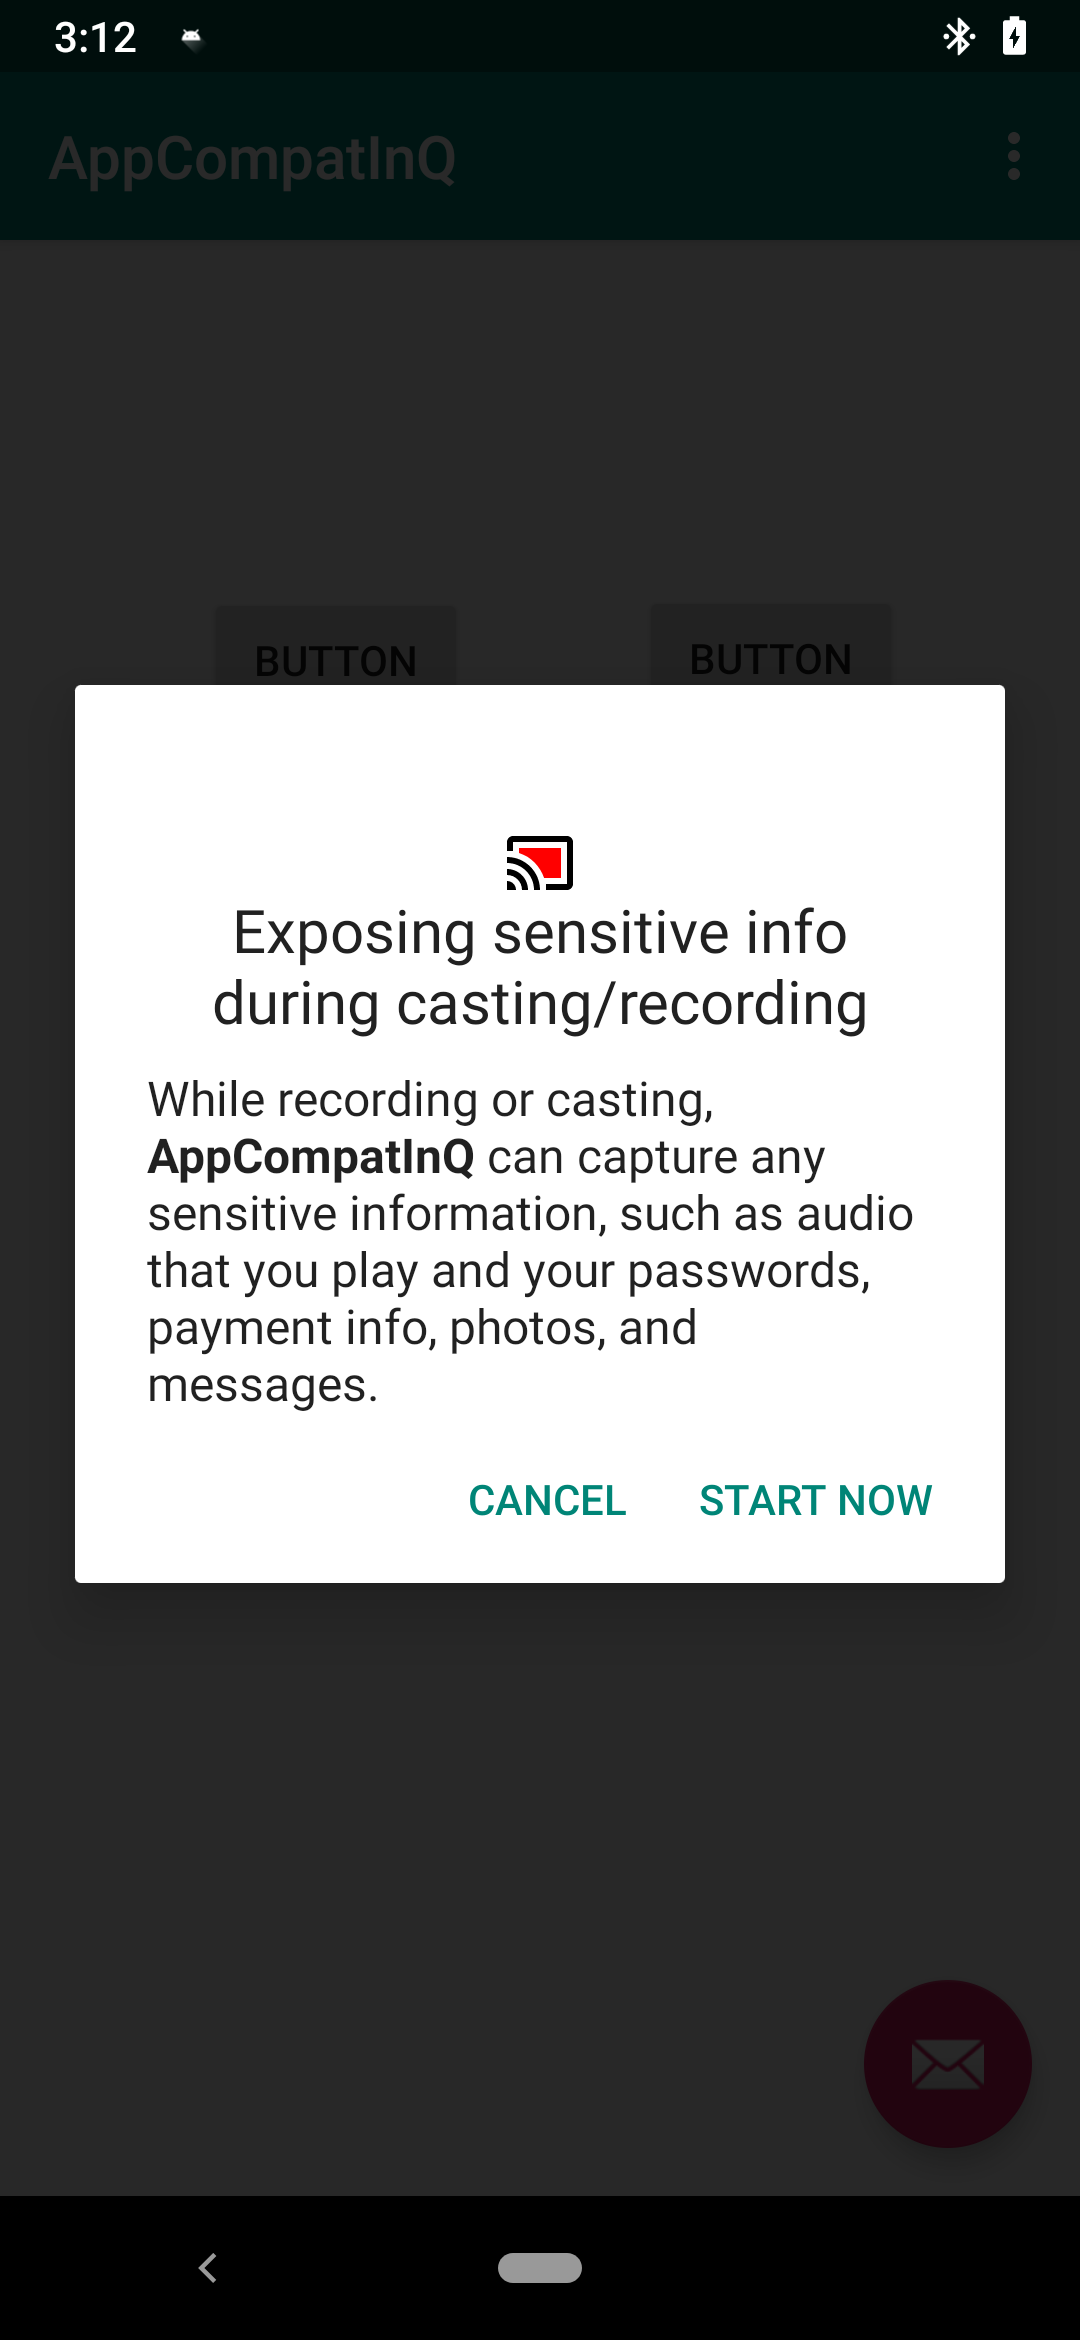 3:12
AppCompatInQ
BUTTON BUTTON
Exposing sensitive info
during casting/recording
While recording or casting,
AppCompatInQ can capture any
sensitive information, such as audio
that you play and your passwords,
payment info, photos, and
messages.
CANCEL START NOW